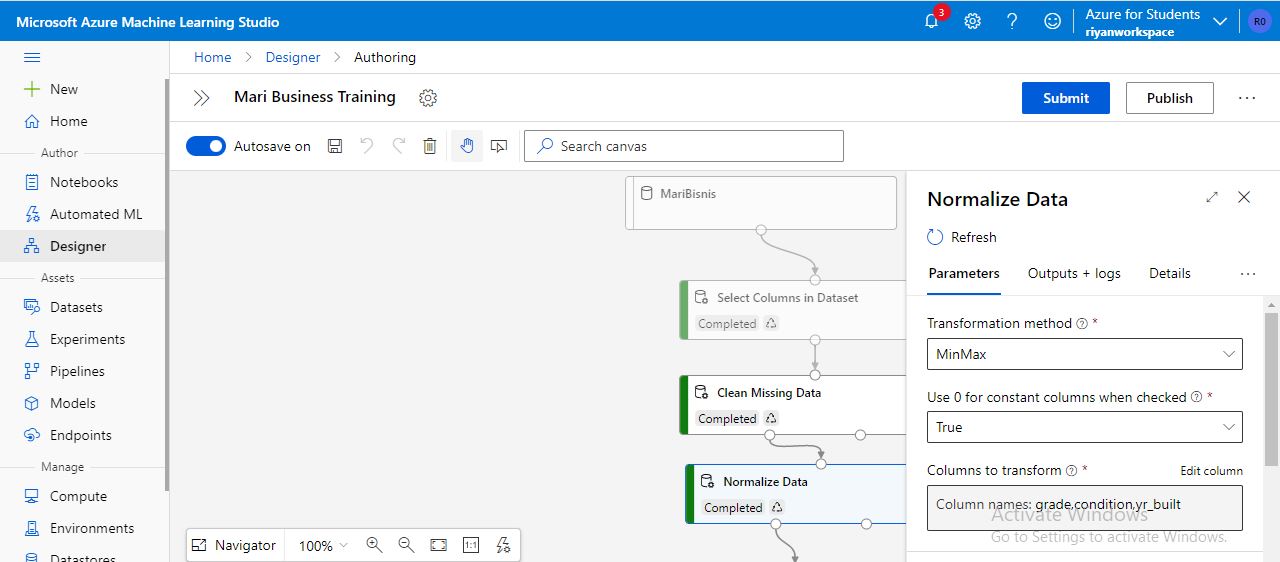 Microsoft Azure Machine Learning Studio
3
Azure for Students
riyanworkspace
RO
Home
Designer
Authoring
New
Home
Author
Notebooks
Automated ML
Designer
Assets
Datasets
Experiments
Pipelines
Models
Endpoints
Manage
Compute
Environments
Datastores
Mari Business Training
Submit
Publish
Autosave on
Search canvas
MariBisnis
Select Columns in Dataset
Completed
Clean Missing Data
Completed
Normalize Data
Completed
Navigator
100%
1:1
Normalize Data
Refresh
Parameters
Outputs + logs
Details
Transformation method *
MinMax
Use 0 for constant columns when checked *
True
Columns to transform *
Edit column
Column names: grade,condition,yr_built
Activate Windows
Go to Settings to activate Windows.